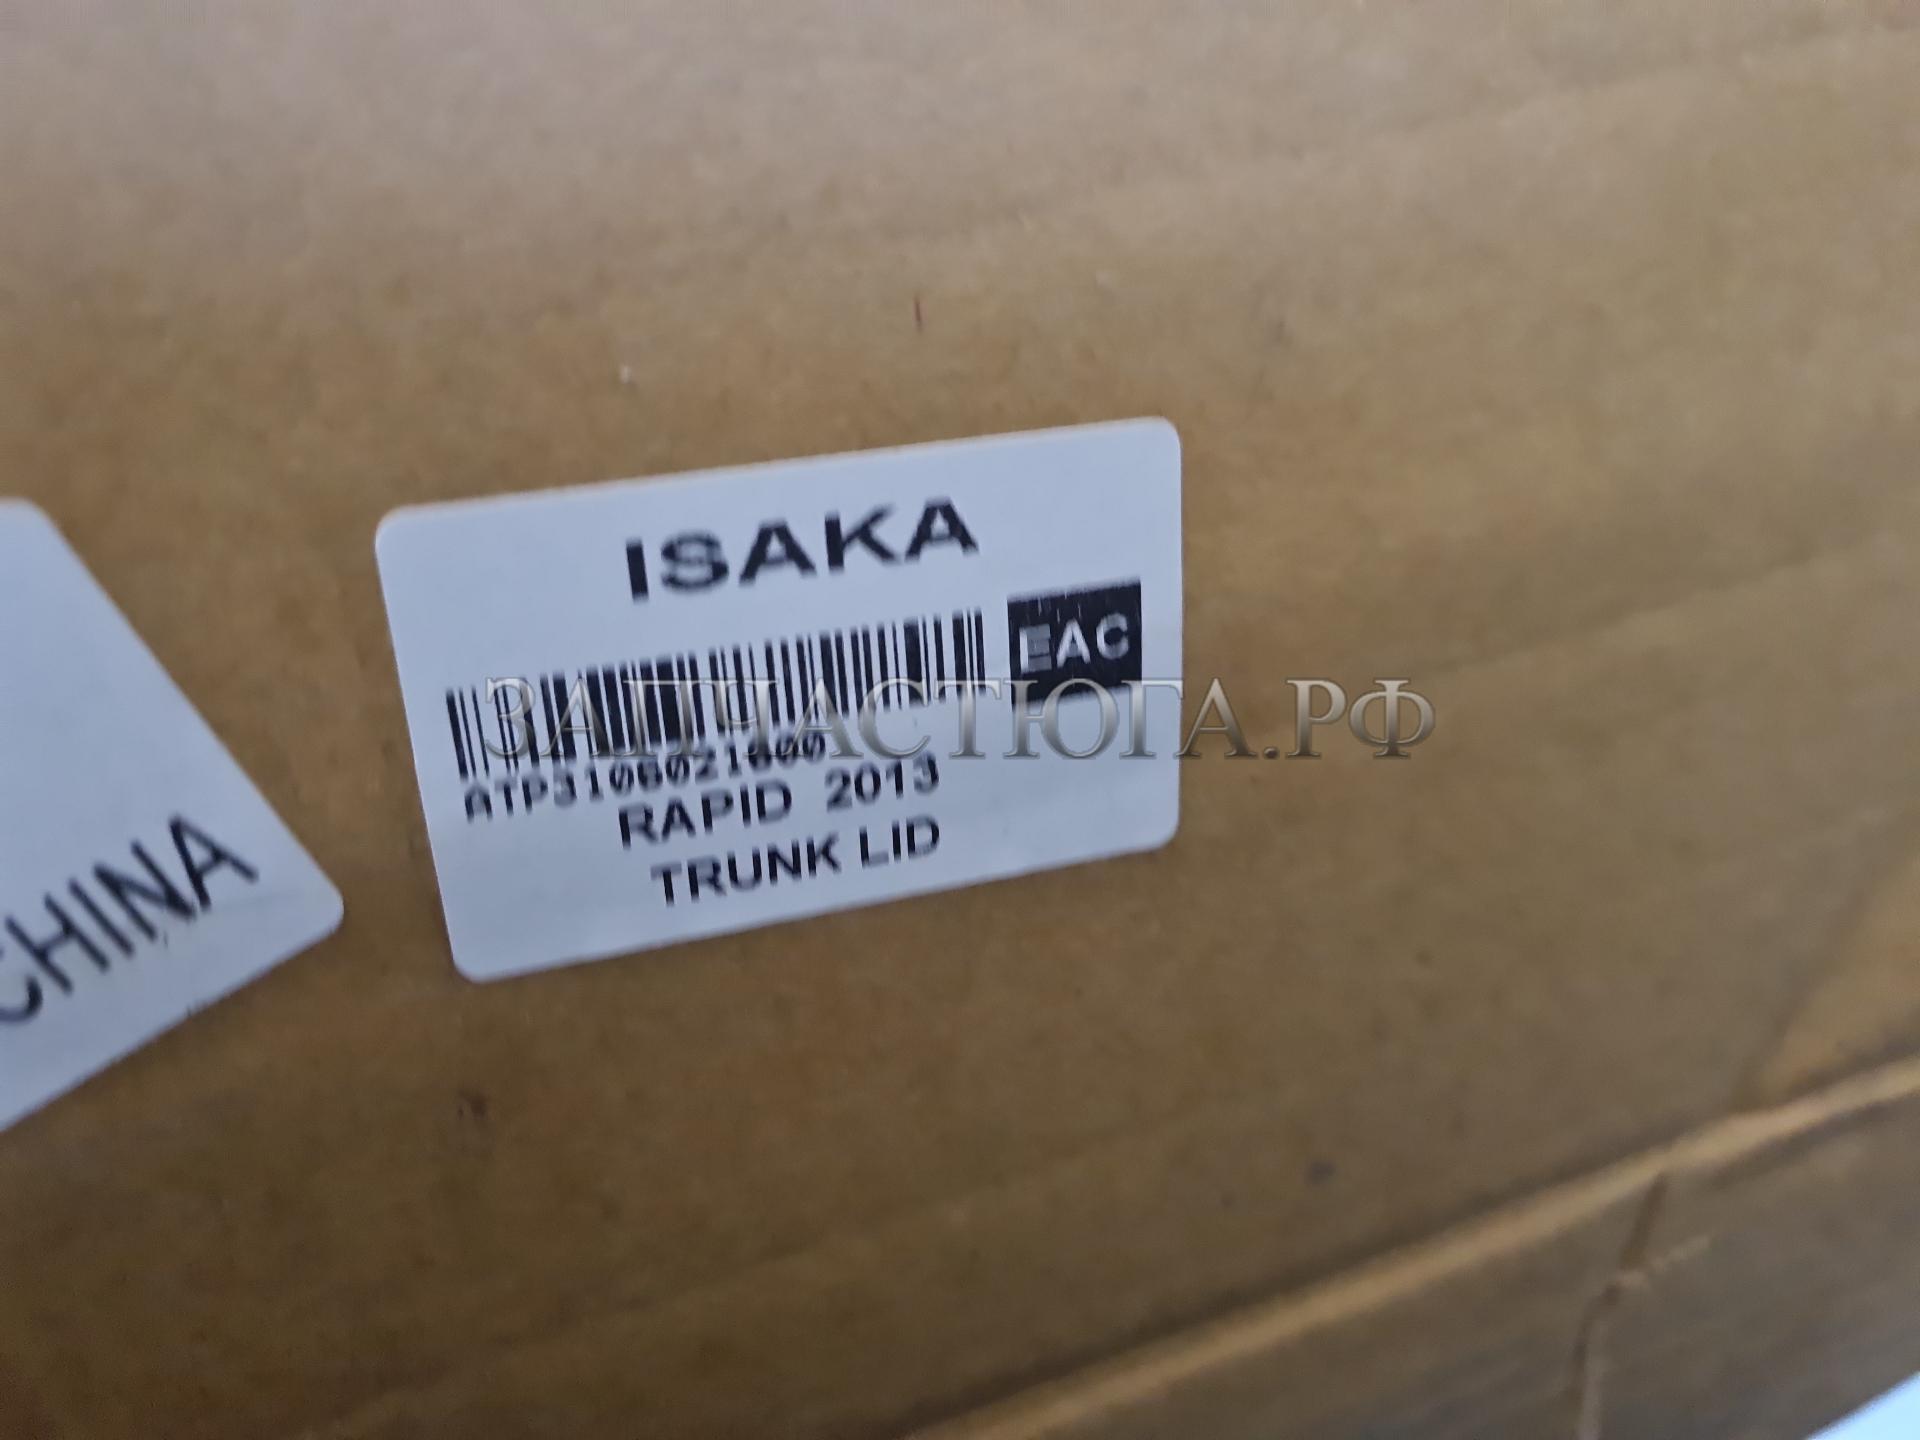 ISAKA
EAC
ЗАПЧАСТЮГА.РФ
RAPID 2013
TRUNK LID
CHINA